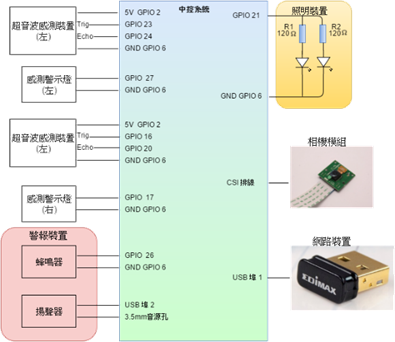 中控系統
超音波感測裝置
(左)
Trig
Echo
5V GPIO 2
GPIO 23
GPIO 24
GND GPIO 6
感測警示燈
(左)
GPIO 27
GND GPIO 6
超音波威測裝置
(左)
Trig
Echo
5V GPIO 2
GPIO 16
GPIO 20
GND GPIO 6
感測警示燈
(右)
GPIO 17
GND GPIO 6
警報裝置
蜂鳴器
GPIO 26
GND GPIO 6
揚聲器
USB 埠 2
3.5mm音源孔
GPIO 21
GND GPIO 6
照明裝置
R1
120Ω
R2
120Ω
CSI 排線
相機模組
USB 埠 1
網路裝置
EDIMAX